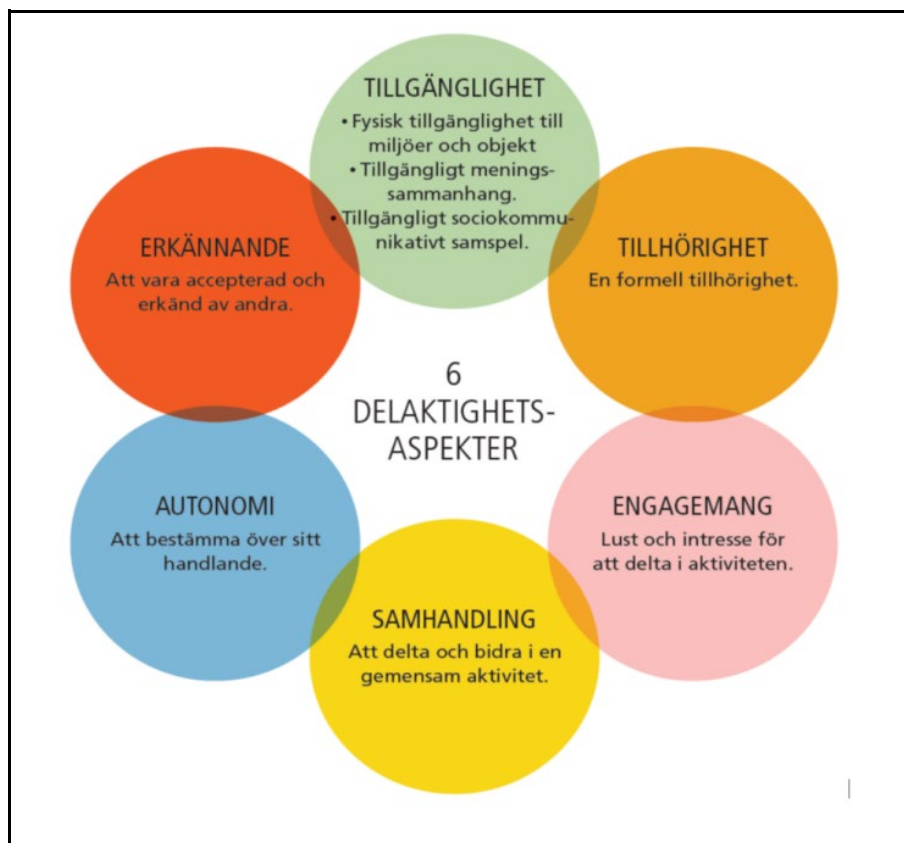 TILLGÄNGLIGHET
• Fysisk tillgänglighet till
miljöer och objekt
• Tillgängligt menings-
sammanhang.
• Tillgängligt sociokommu-
nikativt samspel.
TILLHÖRIGHET
En formell tillhörighet.
ENGAGEMANG
Lust och intresse för
att delta i aktiviteten.
SAMHANDLING
Att delta och bidra i en
gemensam aktivitet.
AUTONOMI
Att bestämma över sitt
handlande.
ERKÄNNANDE
Att vara accepterad och
erkänd av andra.
6
DELAKTIGHETS-
ASPEKTER